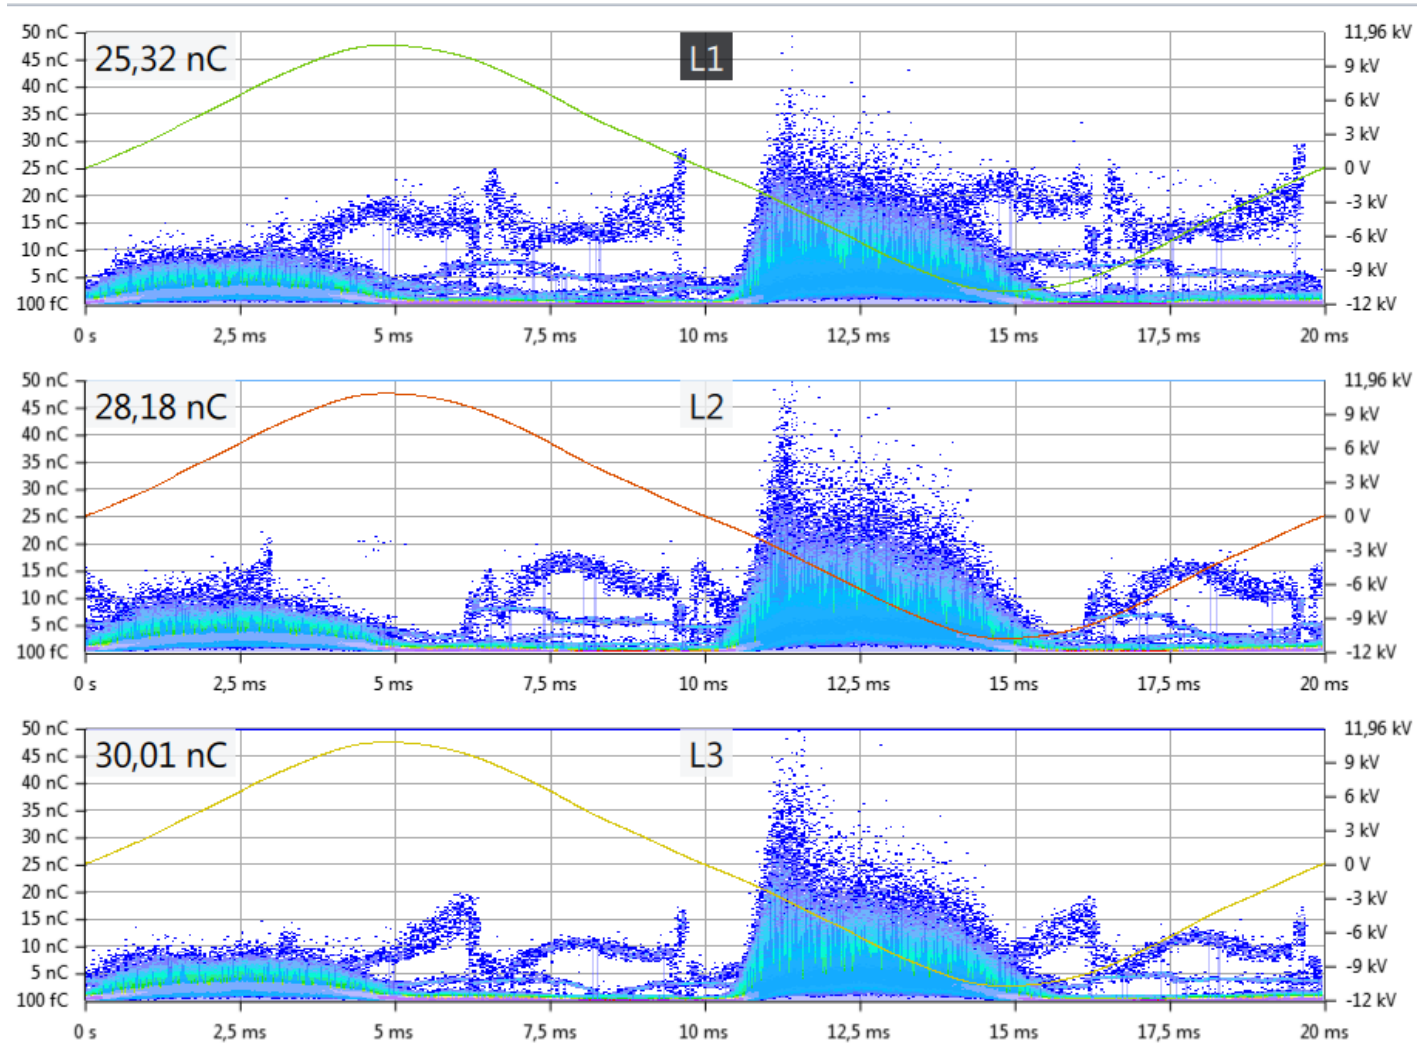 50 nC
45 nC
40 nC
35 nC
30 nC
25 nC
20 nC
15 nC
10 nC
5 nC
100 fC
25,32 nC
L1
11,96 kV
9 kV
6 kV
3 kV
0 V
-3 kV
-6 kV
-9 kV
-12 kV
0 s 2,5 ms 5 ms 7,5 ms 10 ms 12,5 ms 15 ms 17,5 ms 20 ms
50 nC
45 nC
40 nC
35 nC
30 nC
25 nC
20 nC
15 nC
10 nC
5 nC
100 fC
28,18 nC
L2
11,96 kV
9 kV
6 kV
3 kV
0 V
-3 kV
-6 kV
-9 kV
-12 kV
0 s 2,5 ms 5 ms 7,5 ms 10 ms 12,5 ms 15 ms 17,5 ms 20 ms
50 nC
45 nC
40 nC
35 nC
30 nC
25 nC
20 nC
15 nC
10 nC
5 nC
100 fC
30,01 nC
L3
11,96 kV
9 kV
6 kV
3 kV
0 V
-3 kV
-6 kV
-9 kV
-12 kV
0 s 2,5 ms 5 ms 7,5 ms 10 ms 12,5 ms 15 ms 17,5 ms 20 ms